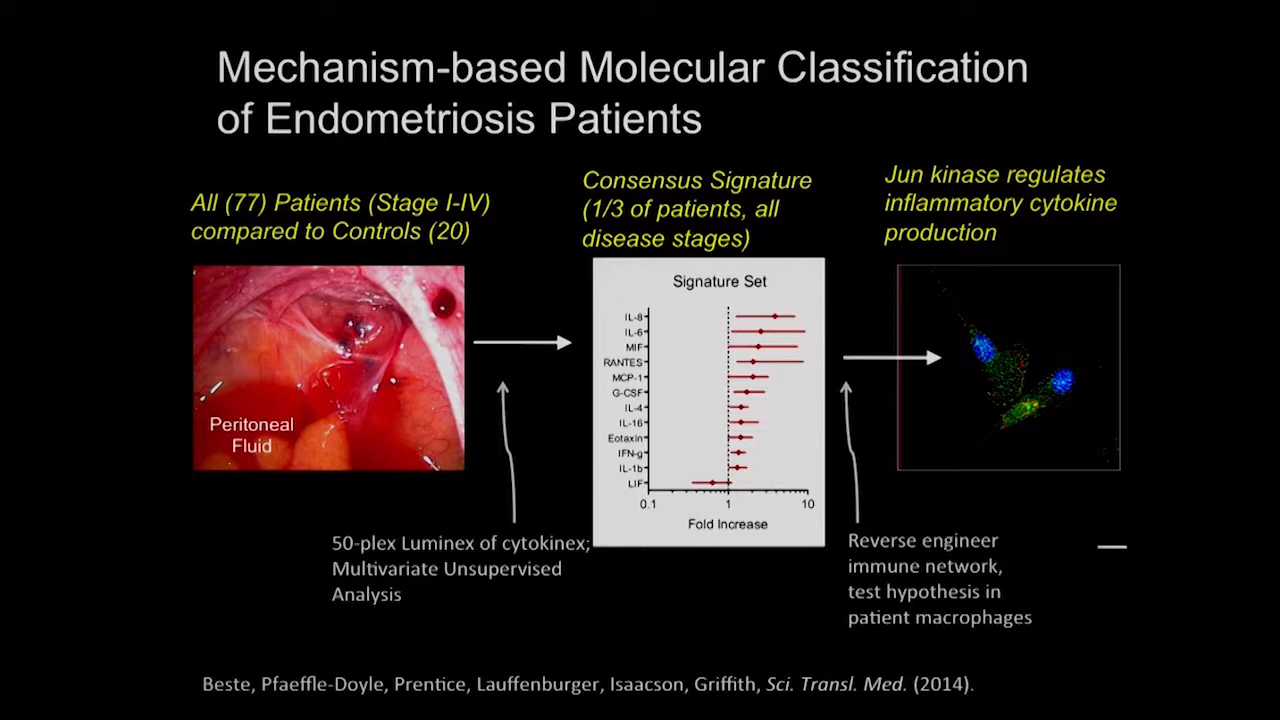 Mechanism-based Molecular Classification
of Endometriosis Patients
All (77) Patients (Stage I-IV)
compared to Controls (20)
Consensus Signature
(1/3 of patients, all
disease stages)
Jun kinase regulates
inflammatory cytokine
production
Peritoneal
Fluid
Signature Set
IL-8
IL-6
MIF
RANTES
MCP-1
G-CSF
IL-4
IL-16
Eotaxin
IFN-g
IL-1b
LIF
0.1 1 10
Fold Increase
50-plex Luminex of cytokinex;
Multivariate Unsupervised
Analysis
Reverse engineer
immune network,
test hypothesis in
patient macrophages
Beste, Pfaeffle-Doyle, Prentice, Lauffenburger, Isaacson, Griffith, Sci. Transl. Med. (2014).